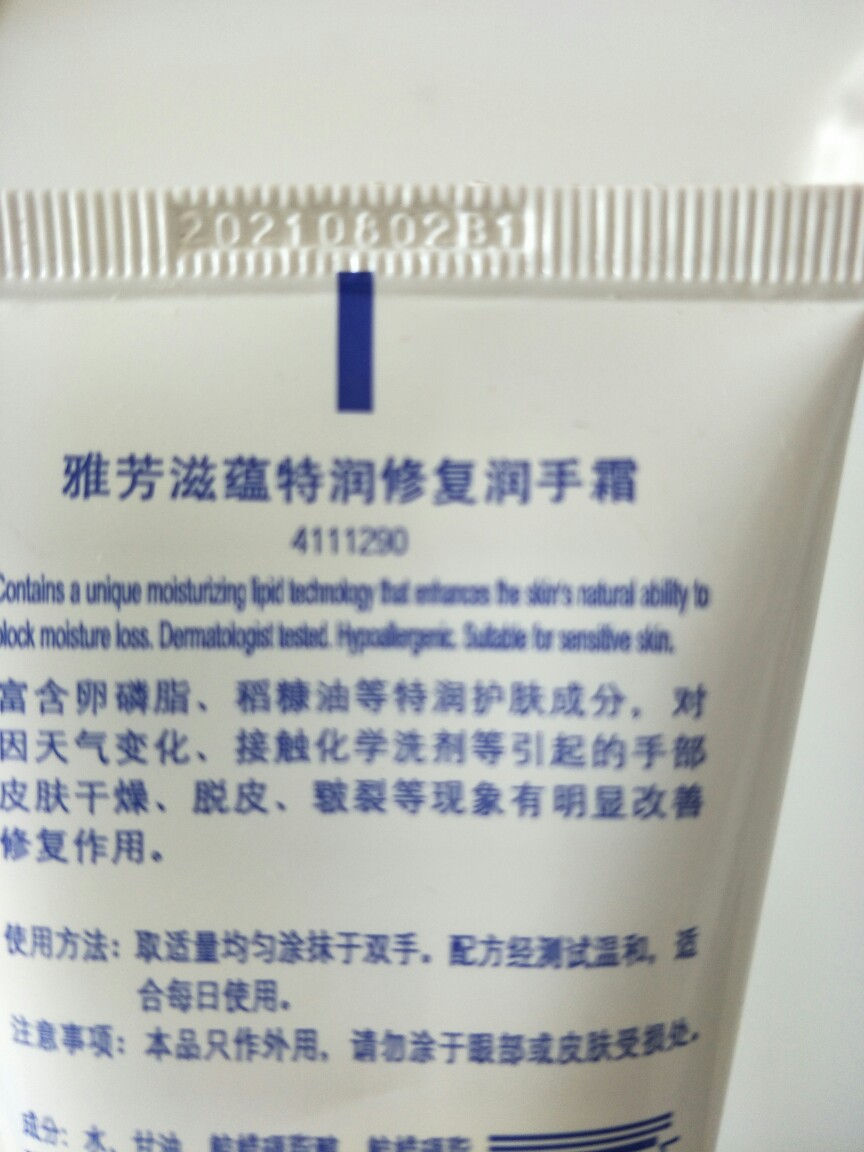 20210802B1
雅芳滋蕴特润修复润手霜
4111290
Contains a unique moisturizing lipid technology that enhances the skin's natural ability to
block moisture loss. Dermatologist tested. Hypoallergenic. Suitable for sensitive skin.
富含卵磷脂、稻糠油等特润护肤成分，对
因天气变化、接触化学洗剂等引起的手部
皮肤干燥、脱皮、皲裂等现象有明显改善
修复作用。
使用方法：取适量均匀涂抹于双手。配方经测试温和，适
合每日使用。
注意事项：本品只作外用，请勿涂于眼部或皮肤受损处。
成分：水、甘油、